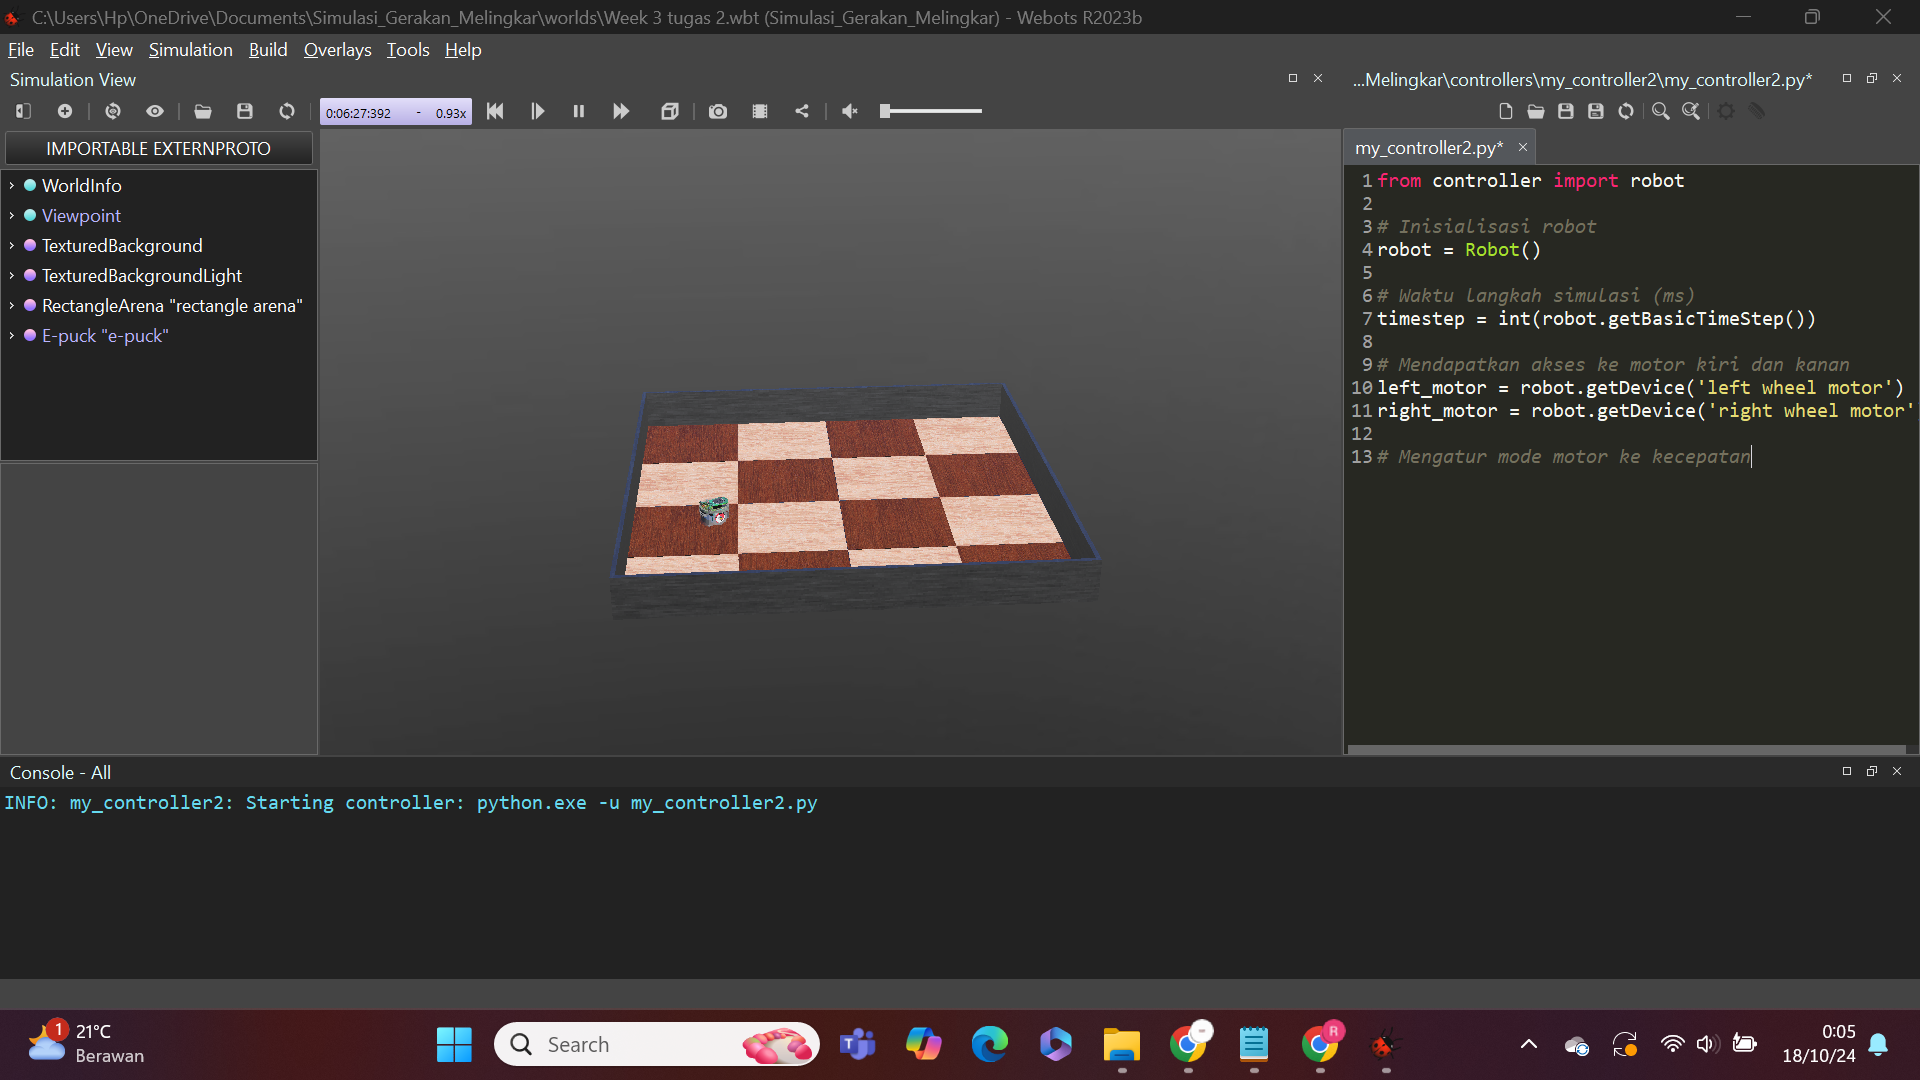 C:\Users\Hp\OneDrive\Documents\Simulasi_Gerakan_Melingkar\worlds\Week 3 tugas 2.wbt (Simulasi_Gerakan_Melingkar) - Webots R2023b
File Edit View Simulation Build Overlays Tools Help
Simulation View
0:06:27:392 - 0.93x
IMPORTABLE EXTERNPROTO
WorldInfo
Viewpoint
TexturedBackground
TexturedBackgroundLight
RectangleArena "rectangle arena"
E-puck "e-puck"
...Melingkar\controllers\my_controller2\my_controller2.py*
my_controller2.py*
1 from controller import robot
2
3 # Inisialisasi robot
4 robot = Robot()
5
6 # Waktu langkah simulasi (ms)
7 timestep = int(robot.getBasicTimeStep())
8
9 # Mendapatkan akses ke motor kiri dan kanan
10 left_motor = robot.getDevice('left wheel motor')
11 right_motor = robot.getDevice('right wheel motor'
12
13 # Mengatur mode motor ke kecepatan
Console - All
INFO: my_controller2: Starting controller: python.exe -u my_controller2.py
1
21°C
Berawan
Search
T
R
0:05
18/10/24